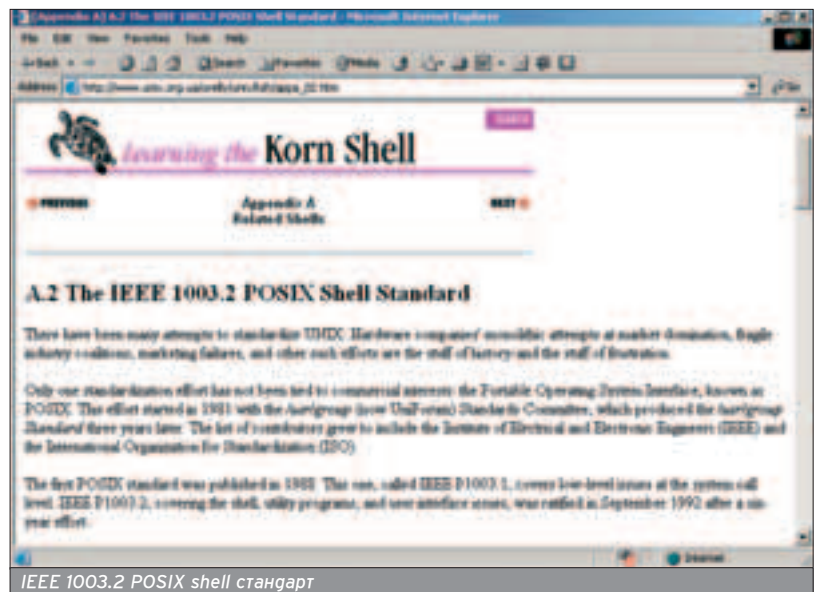 [Appendix A] A.2 The IEEE 1003.2 POSIX Shell Standard - Microsoft Internet Explorer
File Edit View Favorites Tools Help
Back Search Favorites Media
Address Go
Search
Learning the Korn Shell
PREVIOUS Appendix A NEXT
Related Shells
A.2 The IEEE 1003.2 POSIX Shell Standard
There have been many attempts to standardize UNIX. Hardware companies' monolithic attempts at market domination, fragile
industry coalitions, marketing failures, and other such efforts are the stuff of history-and the stuff of frustration.
Only one standardization effort has not been tied to commercial interests: the Portable Operating System Interface, known as
POSIX. This effort started in 1981 with the /usr/group (now UniForum) Standards Committee, which produced the /usr/group
Standard three years later. The list of contributors grew to include the Institute of Electrical and Electronic Engineers (IEEE) and
the International Organization for Standardization (ISO).
The first POSIX standard was published in 1988. This one, called IEEE P1003.1, covers low-level issues at the system call
level. IEEE P1003.2, covering the shell, utility programs, and user interface issues, was ratified in September 1992 after a six-
year effort.
Internet
IEEE 1003.2 POSIX shell стандарт